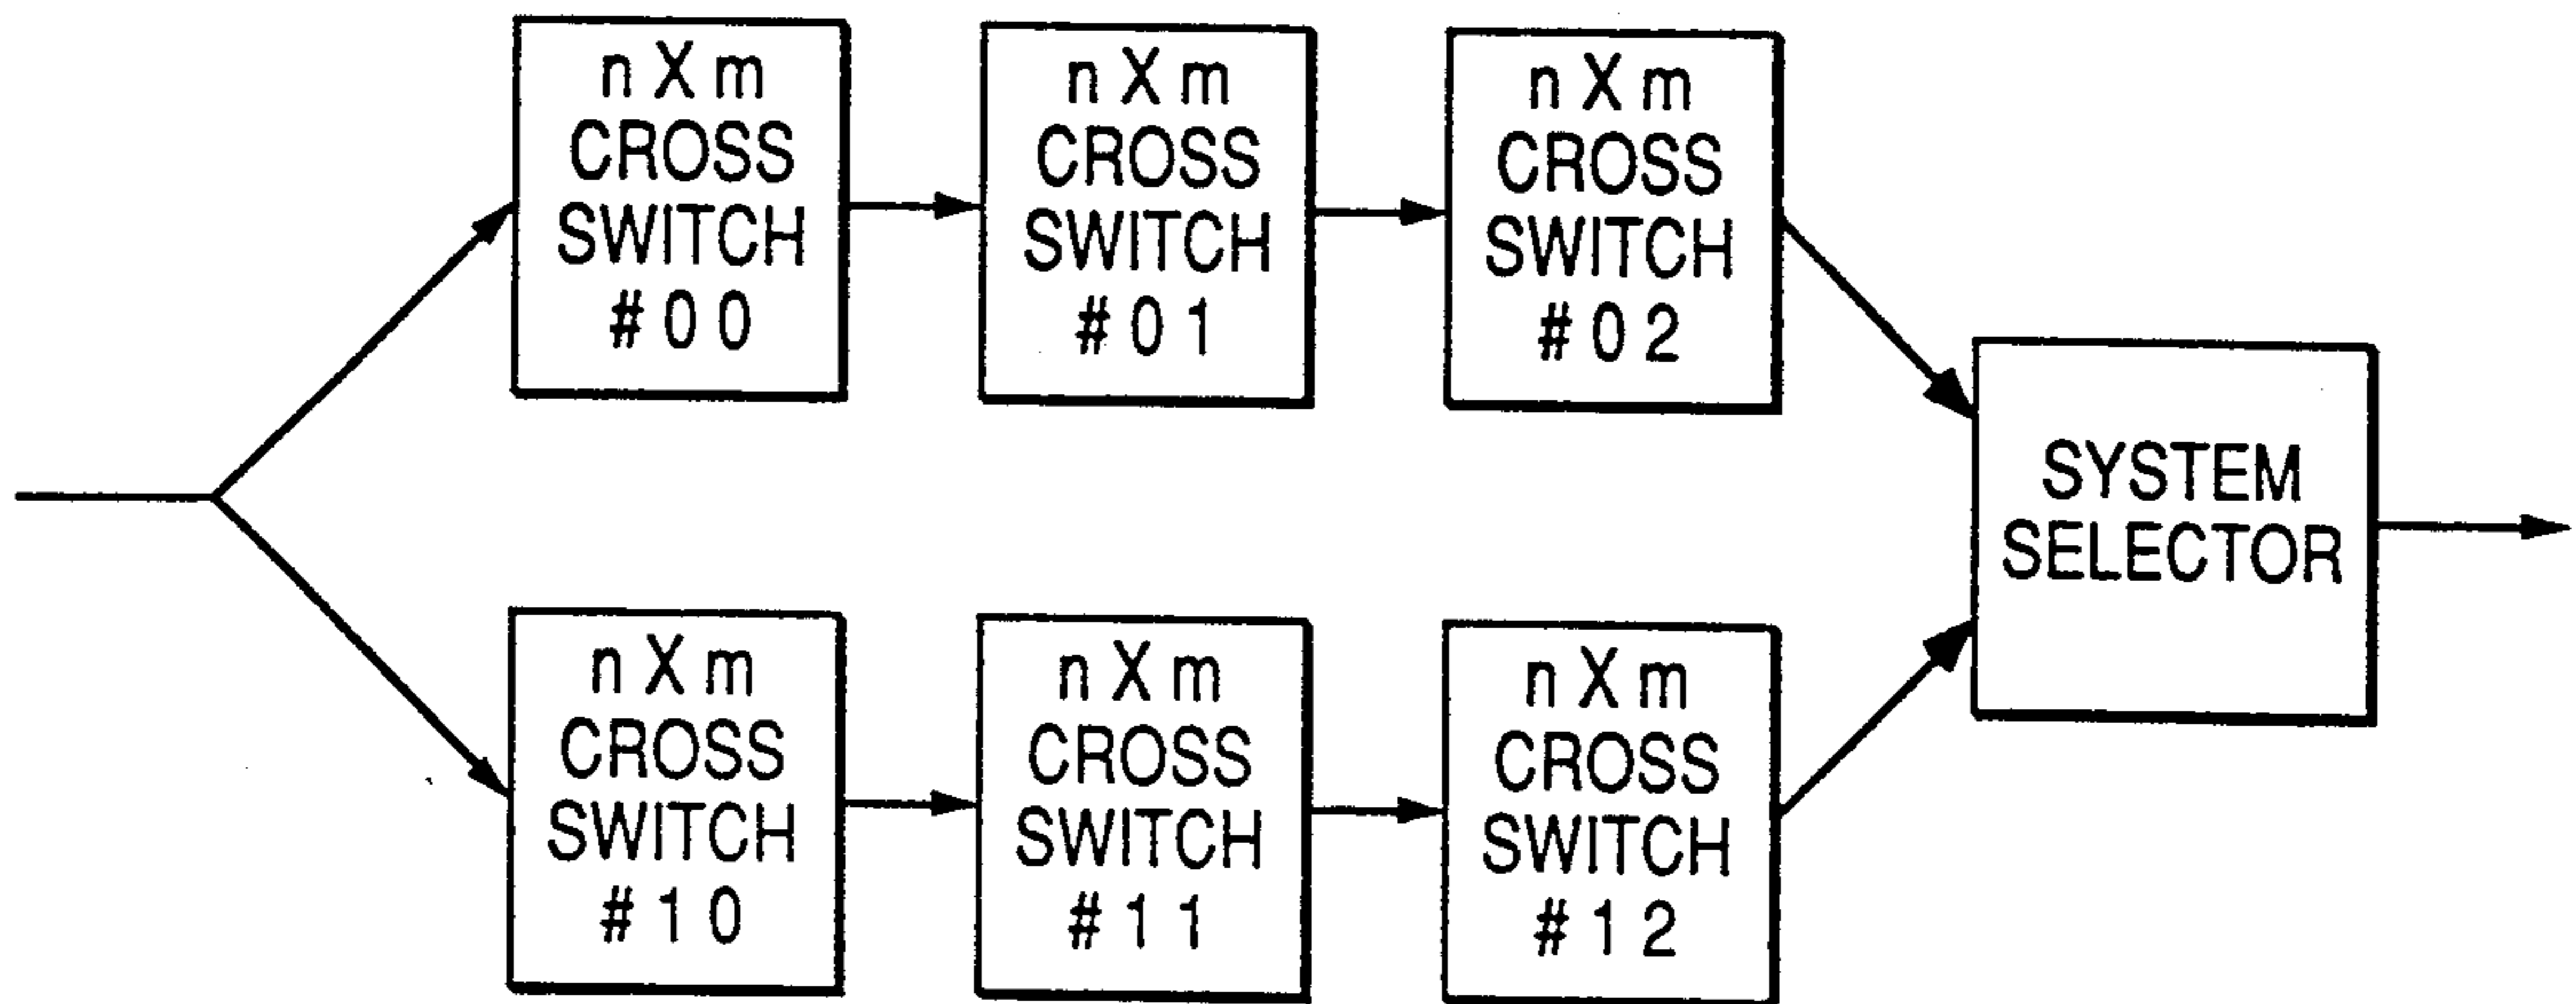 n X m
CROSS
SWITCH
# 0 0
n X m
CROSS
SWITCH
# 0 1
n X m
CROSS
SWITCH
# 0 2
SYSTEM
SELECTOR
n X m
CROSS
SWITCH
# 1 0
n X m
CROSS
SWITCH
# 1 1
n X m
CROSS
SWITCH
# 1 2